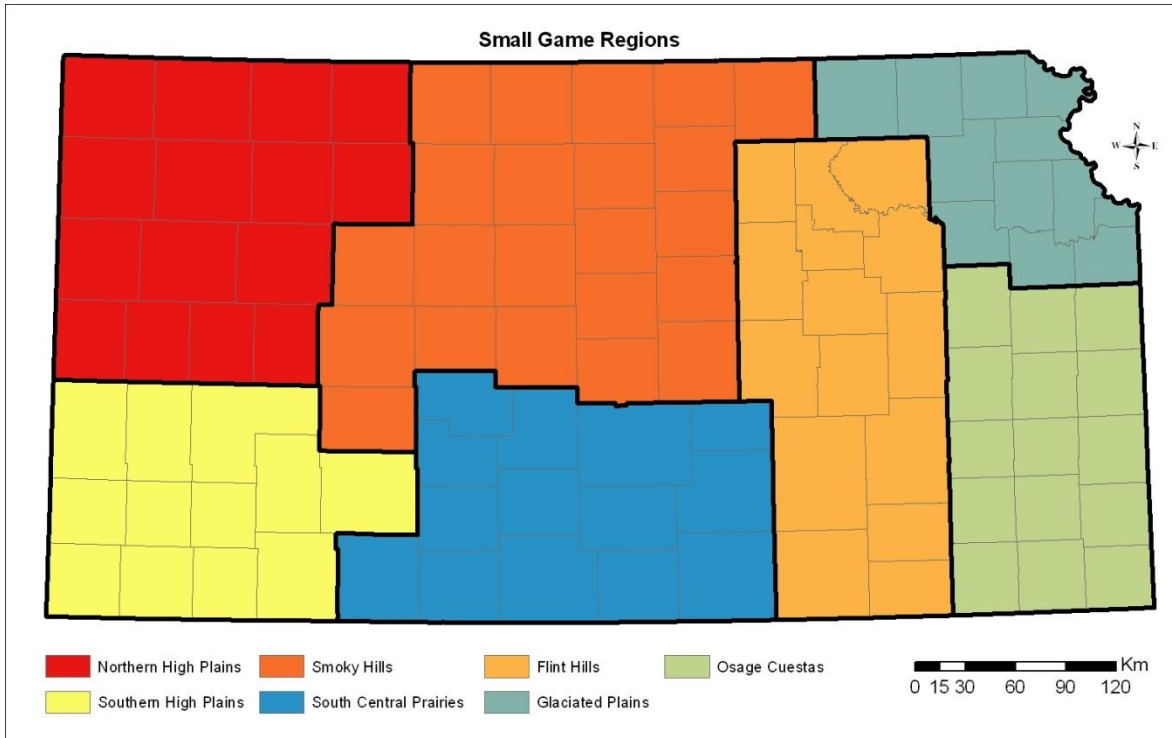 Small Game Regions
N
W E
S
Northern High Plains
Smoky Hills
Flint Hills
Osage Cuestas
Southern High Plains
South Central Prairies
Glaciated Plains
Km
0 15 30 60 90 120